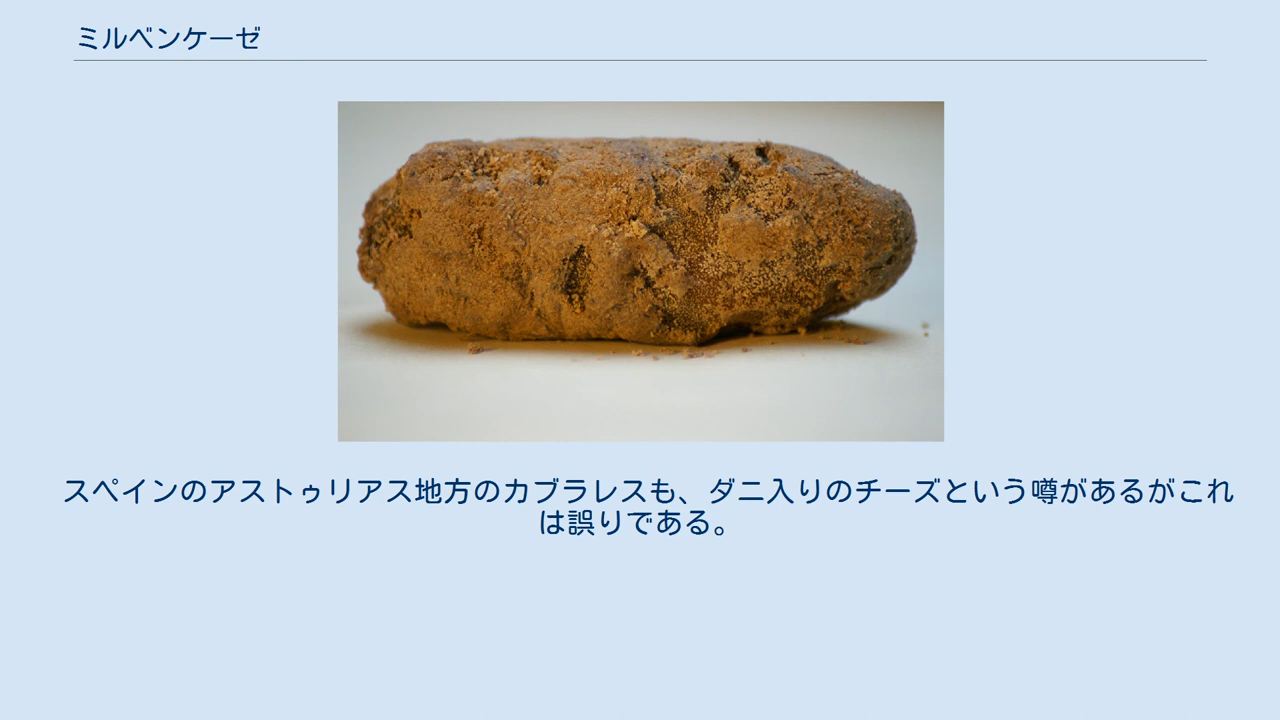 ミルベンケーゼ
スペインのアストゥリアス地方のカブラレスも、ダニ入りのチーズという噂があるがこれ
は誤りである。